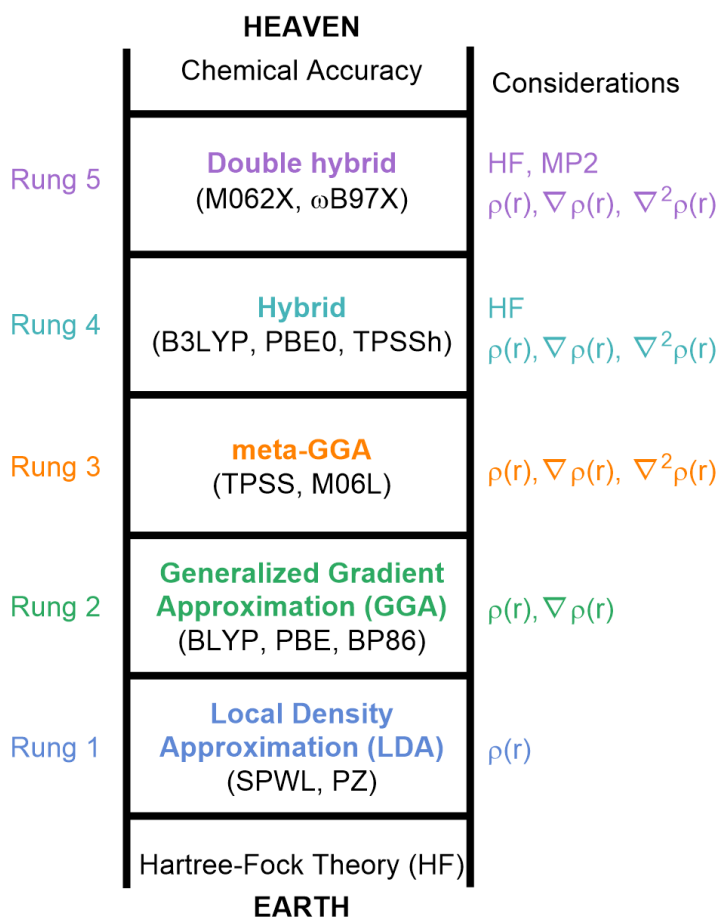 HEAVEN
Chemical Accuracy
Considerations
Rung 5
Double hybrid
(M062X, ωB97X)
HF, MP2
ρ(r), ∇ρ(r), ∇²ρ(r)
Rung 4
Hybrid
(B3LYP, PBE0, TPSSh)
HF
ρ(r), ∇ρ(r), ∇²ρ(r)
Rung 3
meta-GGA
(TPSS, M06L)
ρ(r), ∇ρ(r), ∇²ρ(r)
Rung 2
Generalized Gradient
Approximation (GGA)
(BLYP, PBE, BP86)
ρ(r), ∇ρ(r)
Rung 1
Local Density
Approximation (LDA)
(SPWL, PZ)
ρ(r)
Hartree-Fock Theory (HF)
EARTH